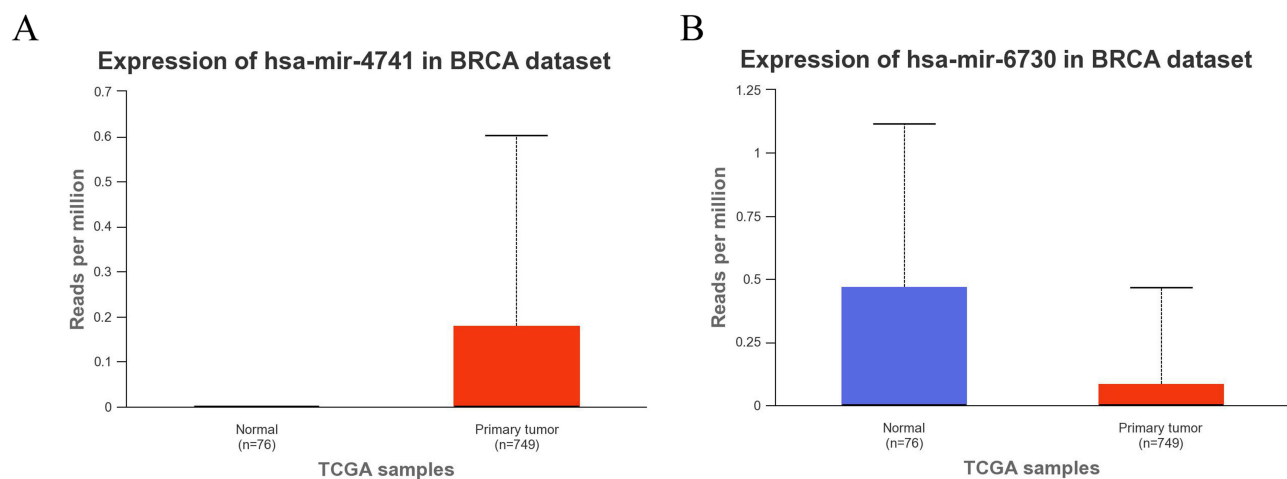 A
Expression of hsa-mir-4741 in BRCA dataset
0.7
0.6
0.5
0.4
0.3
0.2
0.1
0
Reads per million
Normal
(n=76)
Primary tumor
(n=749)
TCGA samples
B
Expression of hsa-mir-6730 in BRCA dataset
1.25
1
0.75
0.5
0.25
0
Reads per million
Normal
(n=76)
Primary tumor
(n=749)
TCGA samples